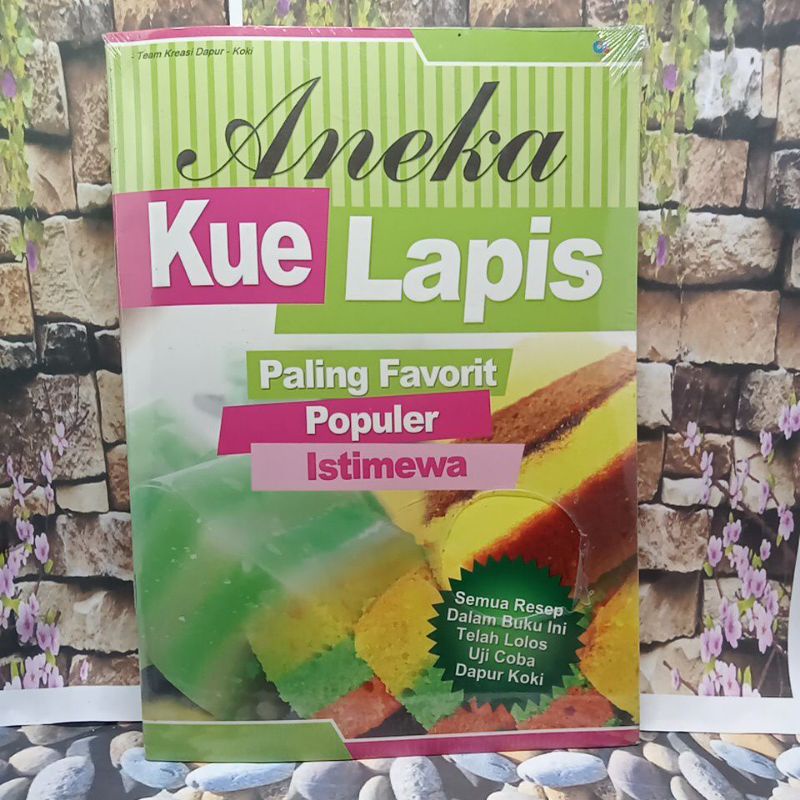 - Team Kreasi Dapur - Koki
Aneka
Kue Lapis
Paling Favorit
Populer
Istimewa
Semua Resep
Dalam Buku Ini
Telah Lolos
Uji Coba
Dapur Koki